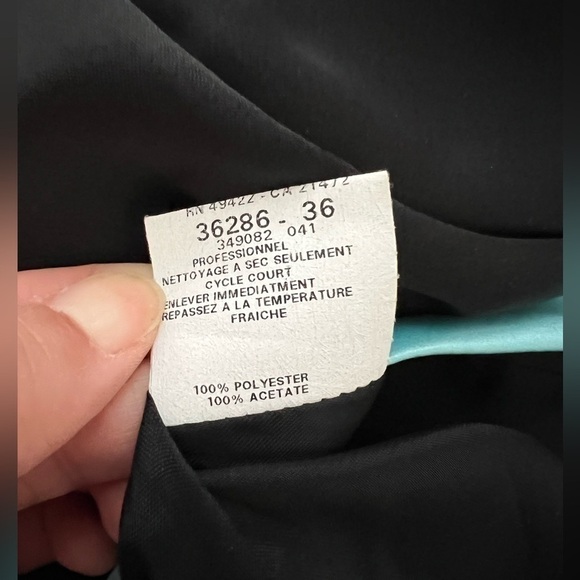 RN 49422 - CA 21472
36286 - 36
349082 041
PROFESSIONNEL
NETTOYAGE A SEC SEULEMENT
CYCLE COURT
ENLEVER IMMEDIATMENT
REPASSEZ A LA TEMPERATURE
FRAICHE
100% POLYESTER
100% ACETATE